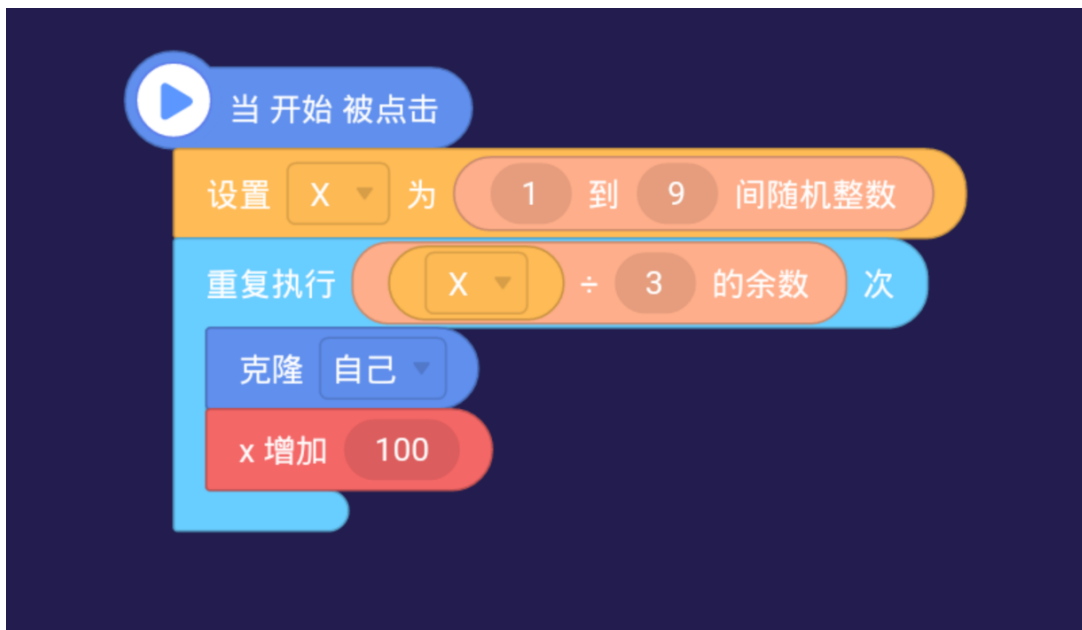 当 开始 被点击
设置 X 为 1 到 9 间随机整数
重复执行 X ÷ 3 的余数 次
克隆 自己
x 增加 100